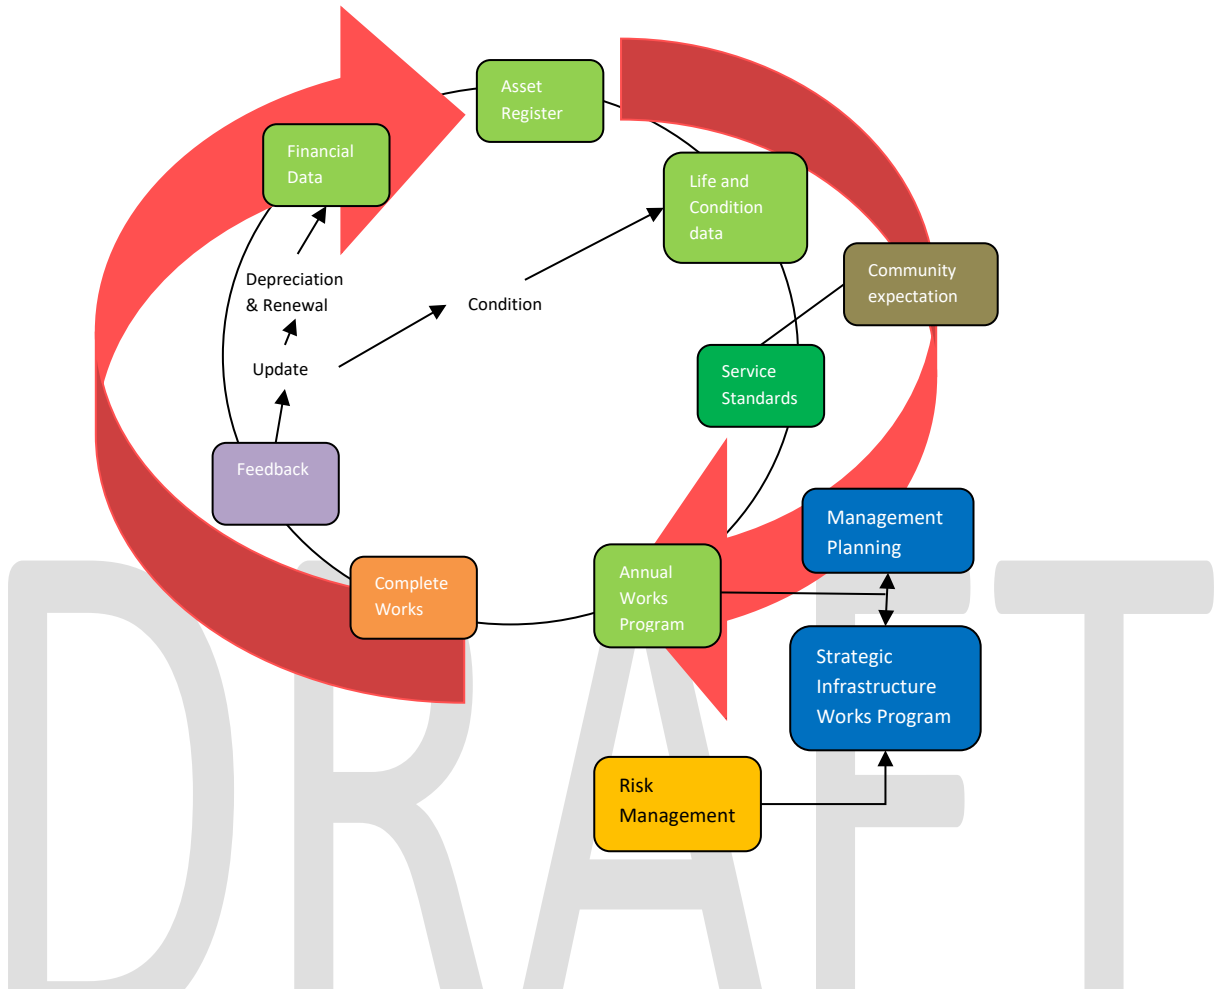 Asset
Register
Financial
Data
Life and
Condition
data
Community
expectation
Depreciation
& Renewal
Condition
Update
Service
Standards
Feedback
Management
Planning
Complete
Works
Annual
Works
Program
Strategic
Infrastructure
Works Program
Risk
Management
DRAFT